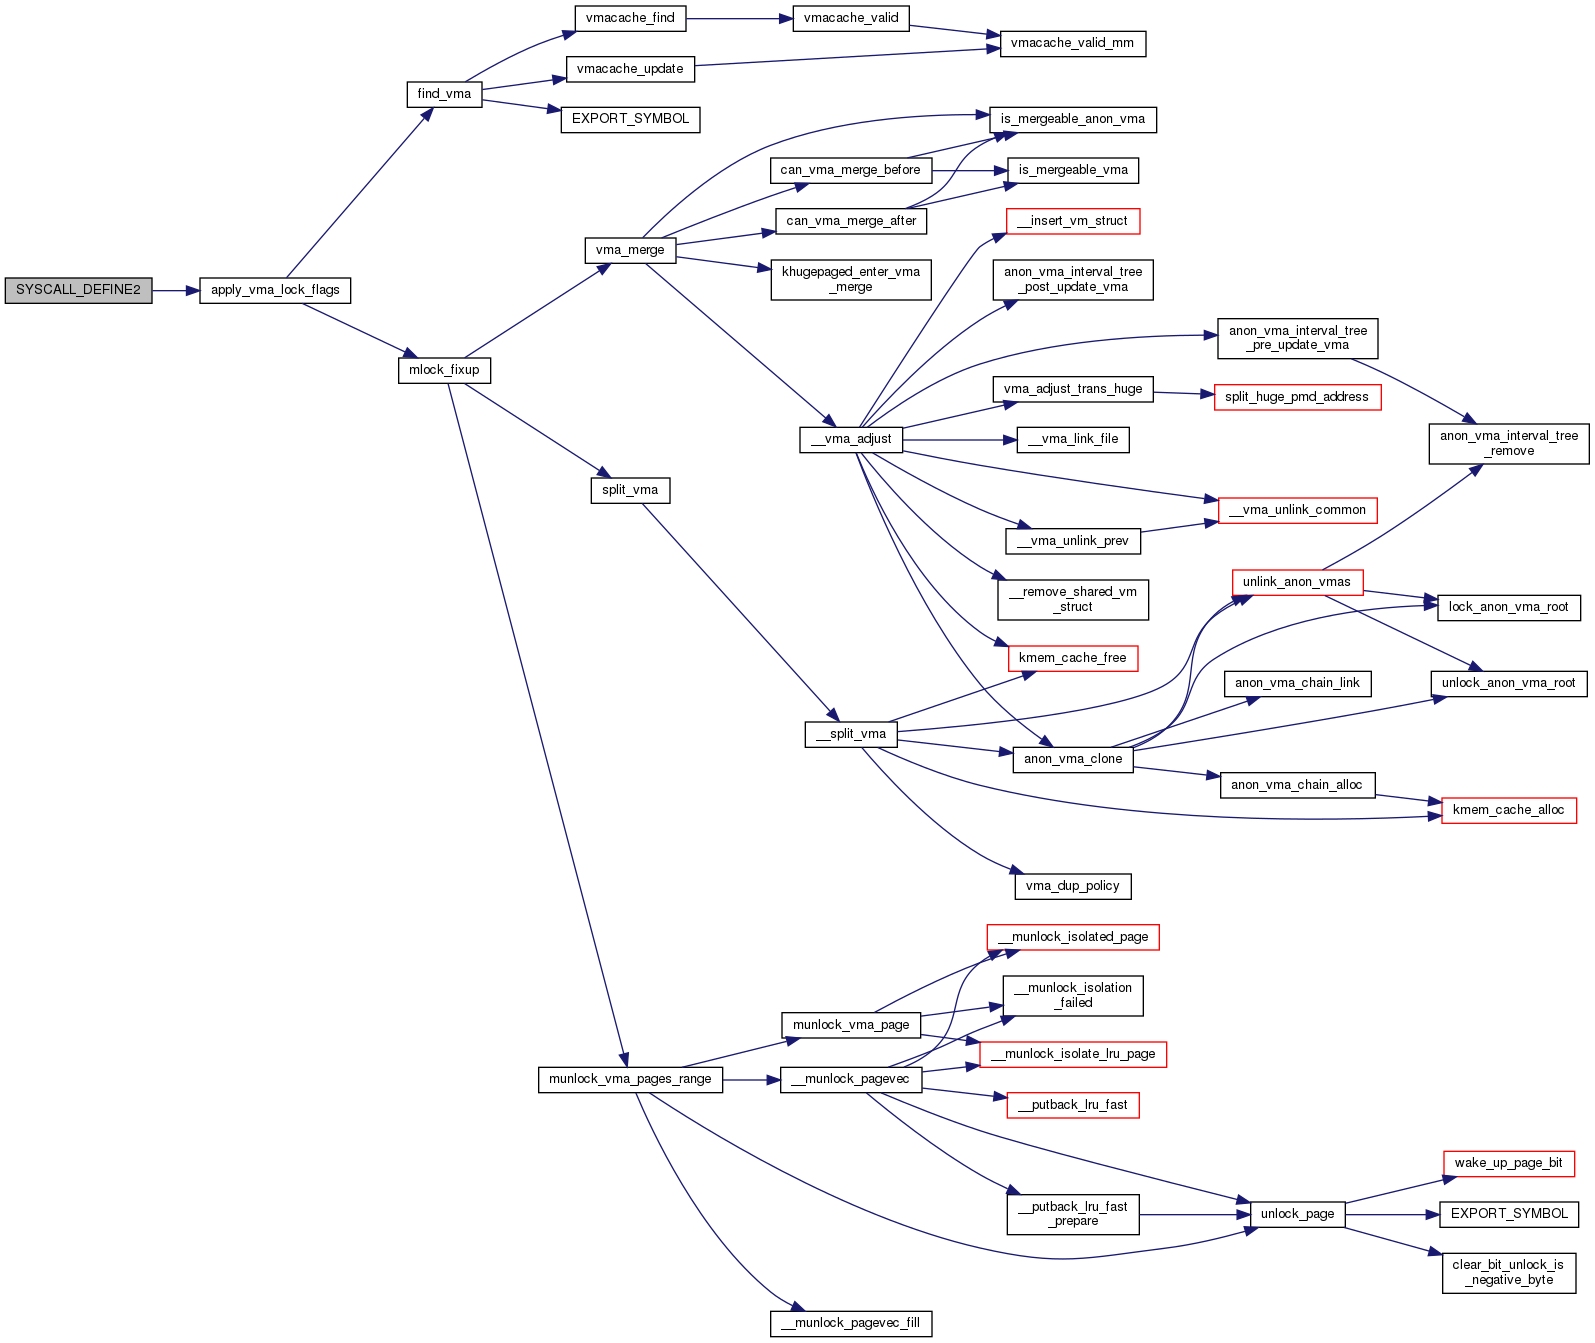 SYSCALL_DEFINE2
apply_vma_lock_flags
find_vma
vmacache_find
vmacache_valid
vmacache_valid_mm
vmacache_update
EXPORT_SYMBOL
mlock_fixup
vma_merge
is_mergeable_anon_vma
can_vma_merge_before
is_mergeable_vma
can_vma_merge_after
khugepaged_enter_vma
_merge
__vma_adjust
__insert_vm_struct
anon_vma_interval_tree
_post_update_vma
anon_vma_interval_tree
_pre_update_vma
vma_adjust_trans_huge
split_huge_pmd_address
__vma_link_file
anon_vma_interval_tree
_remove
__vma_unlink_common
__vma_unlink_prev
__remove_shared_vm
_struct
kmem_cache_free
split_vma
__split_vma
anon_vma_clone
unlink_anon_vmas
lock_anon_vma_root
unlock_anon_vma_root
anon_vma_chain_link
anon_vma_chain_alloc
kmem_cache_alloc
vma_dup_policy
munlock_vma_pages_range
munlock_vma_page
__munlock_isolated_page
__munlock_isolation
_failed
__munlock_isolate_lru_page
__munlock_pagevec
__putback_lru_fast
__putback_lru_fast
_prepare
unlock_page
wake_up_page_bit
EXPORT_SYMBOL
clear_bit_unlock_is
_negative_byte
__munlock_pagevec_fill